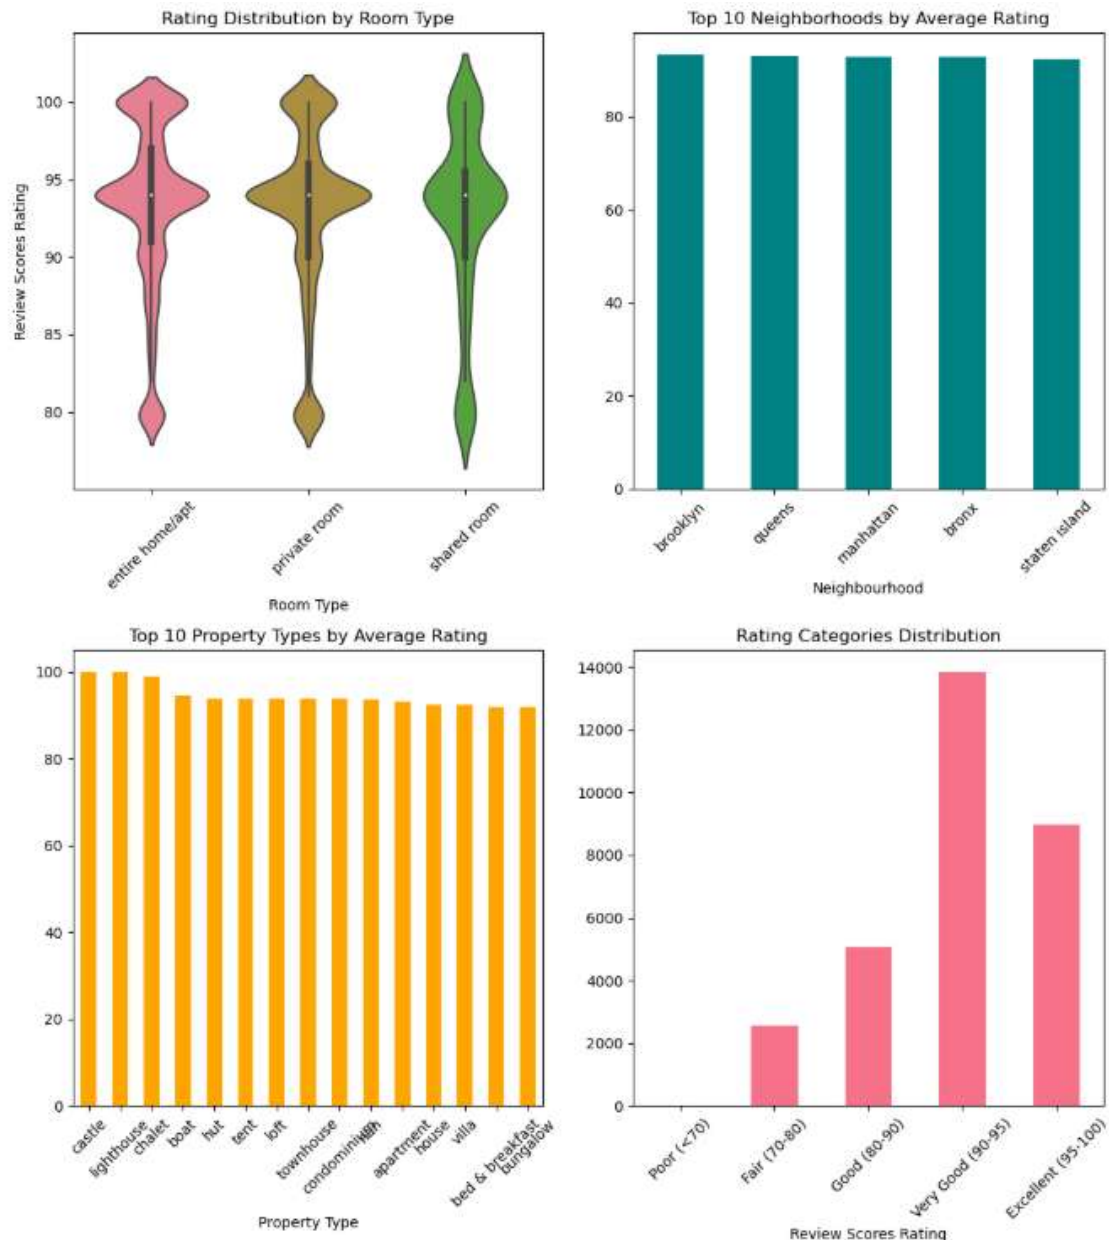 Rating Distribution by Room Type
Review Scores Rating
100
95
90
85
80
entire home/apt
private room
shared room
Room Type
Top 10 Neighborhoods by Average Rating
80
60
40
20
0
brooklyn
queens
manhattan
bronx
staten island
Neighbourhood
Top 10 Property Types by Average Rating
100
80
60
40
20
0
castle
lighthouse
chalet
boat
hut
tent
loft
townhouse
condominium
apartment
house
villa
bed & breakfast
bungalow
Property Type
Rating Categories Distribution
14000
12000
10000
8000
6000
4000
2000
0
Poor (<70)
Fair (70-80)
Good (80-90)
Very Good (90-95)
Excellent (95-100)
Review Scores Rating